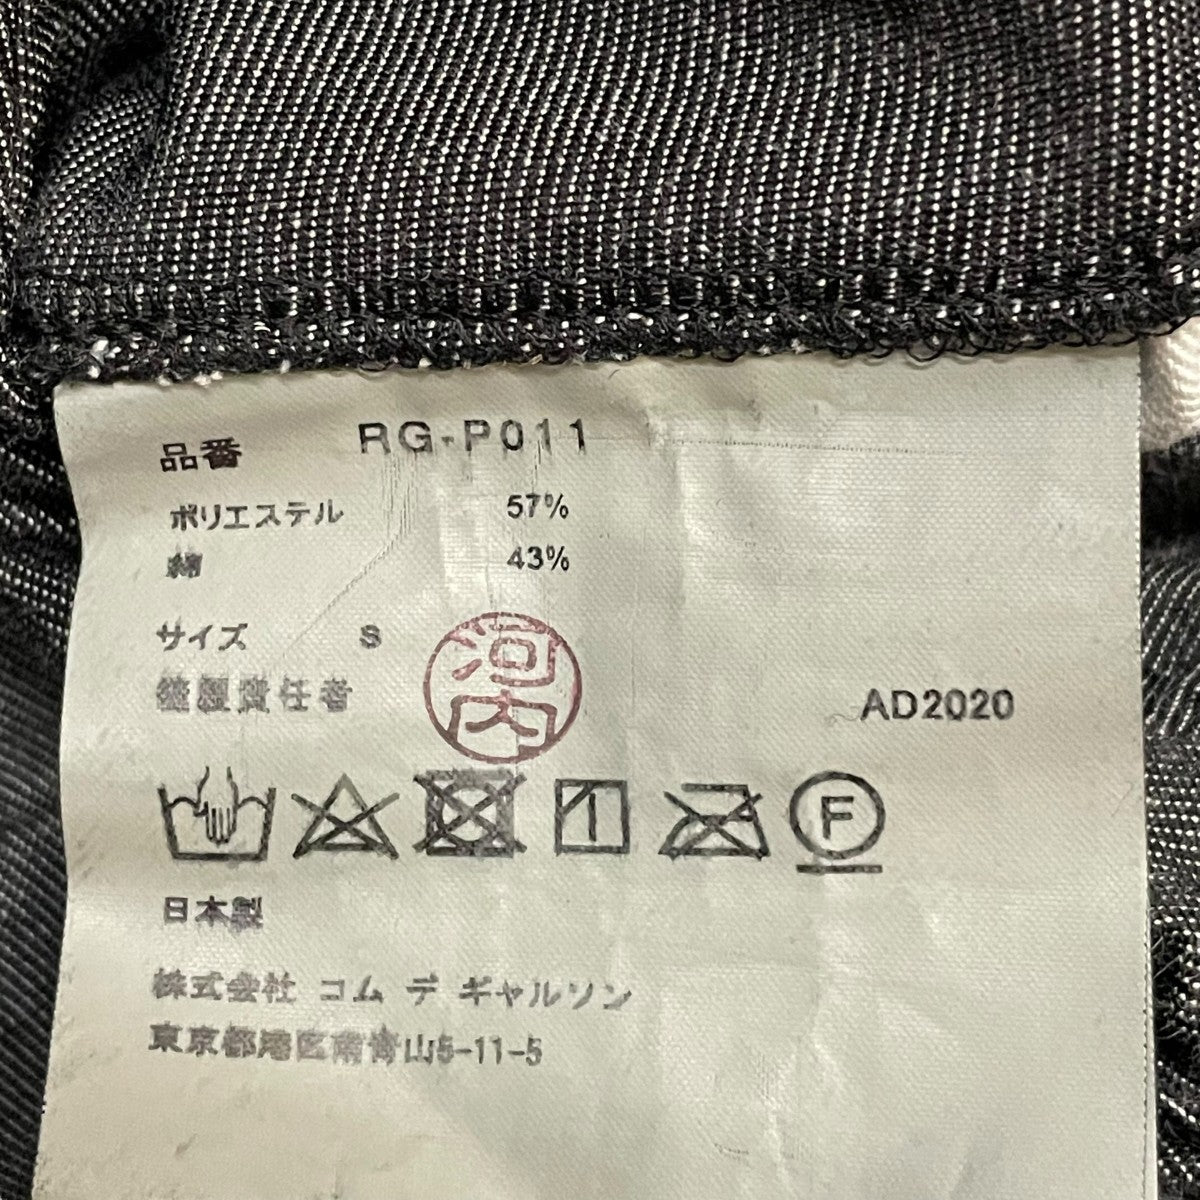 品番 RG-P011
ポリエステル 57%
綿 43%
サイズ S
縫製責任者 河内
AD2020
F
日本製
株式会社 コム デ ギャルソン
東京都港区南青山5-11-5